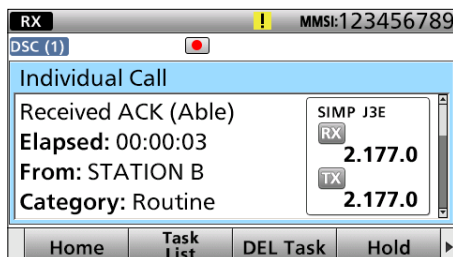 RX ! MMSI:123456789
DSC (1)
Individual Call
Received ACK (Able)
Elapsed: 00:00:03
From: STATION B
Category: Routine
SIMP J3E
RX
2.177.0
TX
2.177.0
Home
Task
List
DEL Task
Hold